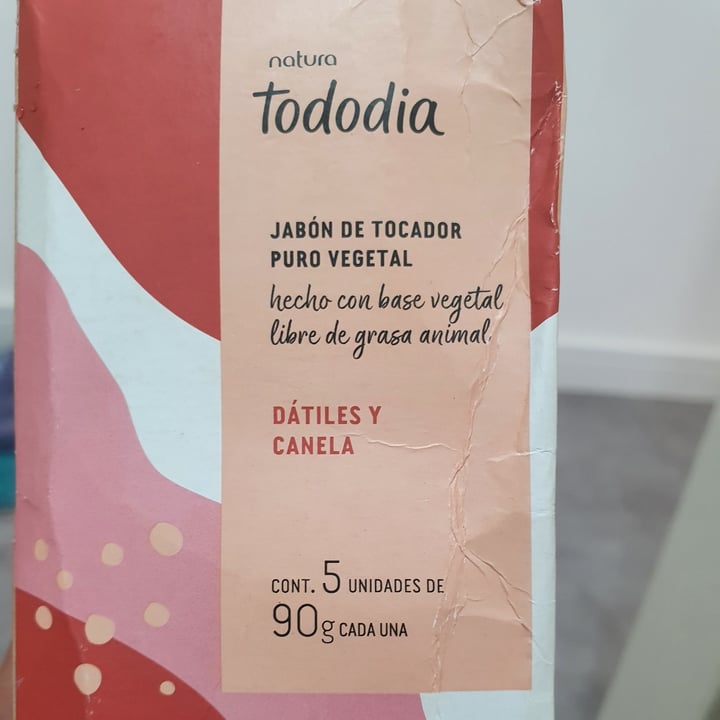 natura
Tododia
JABÓN DE TOCADOR
PURO VEGETAL
hecho con base vegetal
libre de grasa animal.
DÁTILES Y
CANELA
CONT. 5 UNIDADES DE
90g CADA UNA